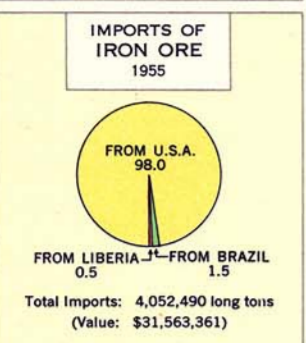 IMPORTS OF
IRON ORE
1955
FROM U.S.A.
98.0
FROM LIBERIA
0.5
FROM BRAZIL
1.5
Total Imports: 4,052,490 long tons
(Value: $31,563,361)